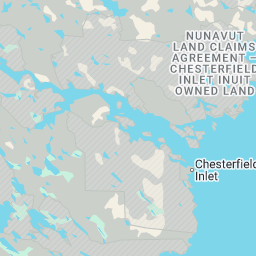 NUNAVUT
LAND CLAIMS
AGREEMENT –
CHESTERFIELD
INLET INUIT
OWNED LAND
Chesterfield
Inlet